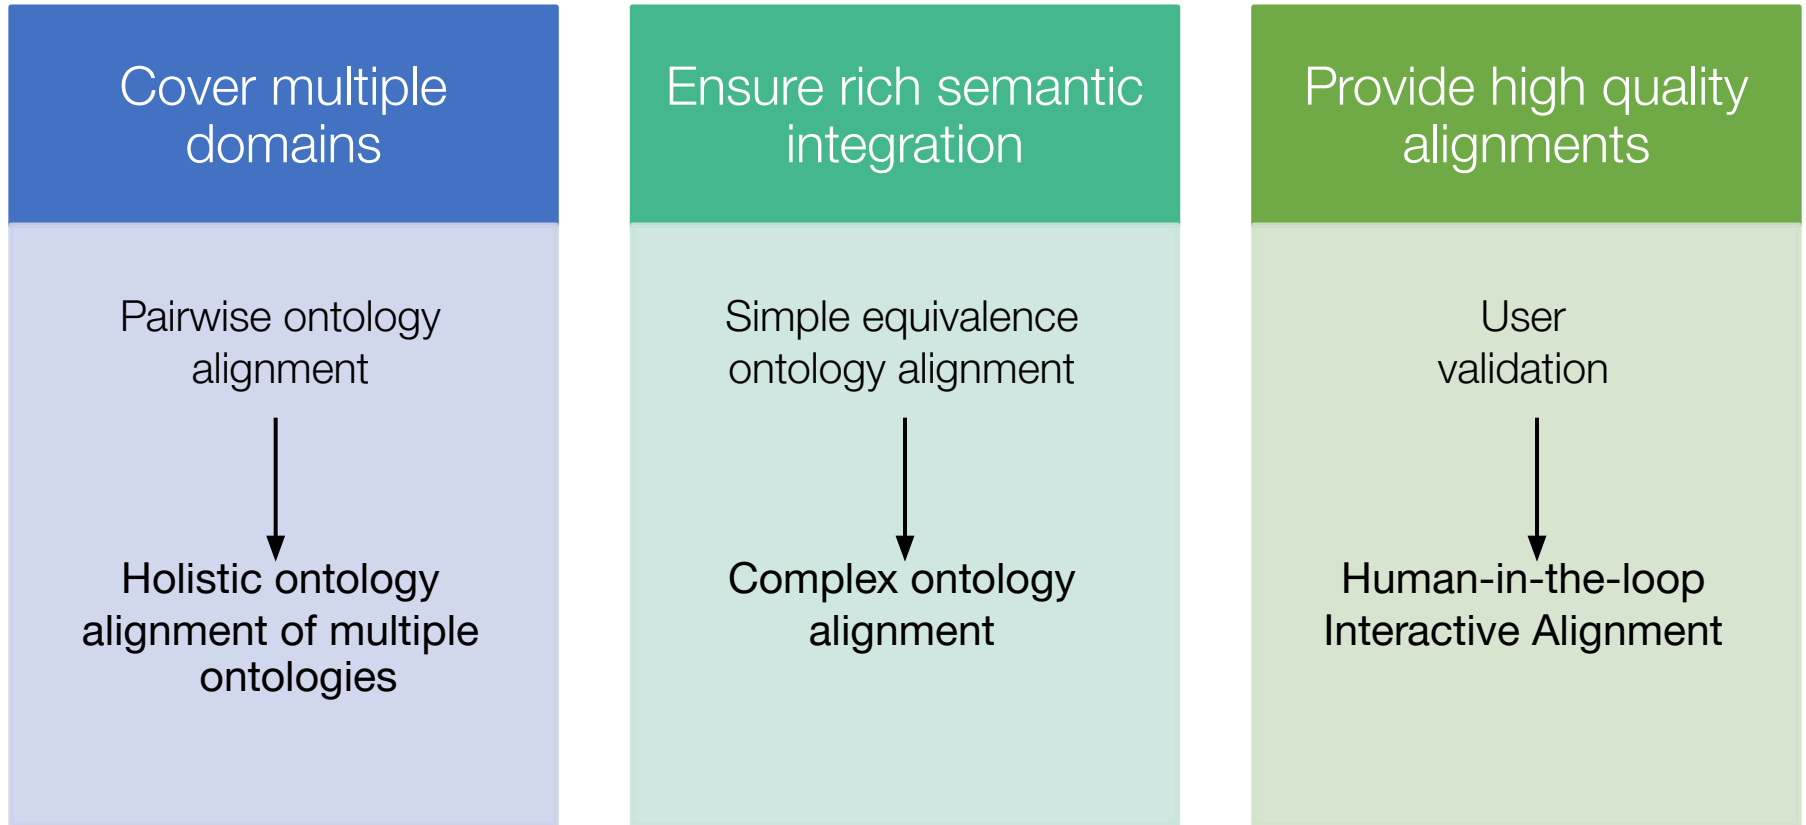 Cover multiple
domains
Pairwise ontology
alignment
Holistic ontology
alignment of multiple
ontologies
Ensure rich semantic
integration
Simple equivalence
ontology alignment
Complex ontology
alignment
Provide high quality
alignments
User
validation
Human-in-the-loop
Interactive Alignment